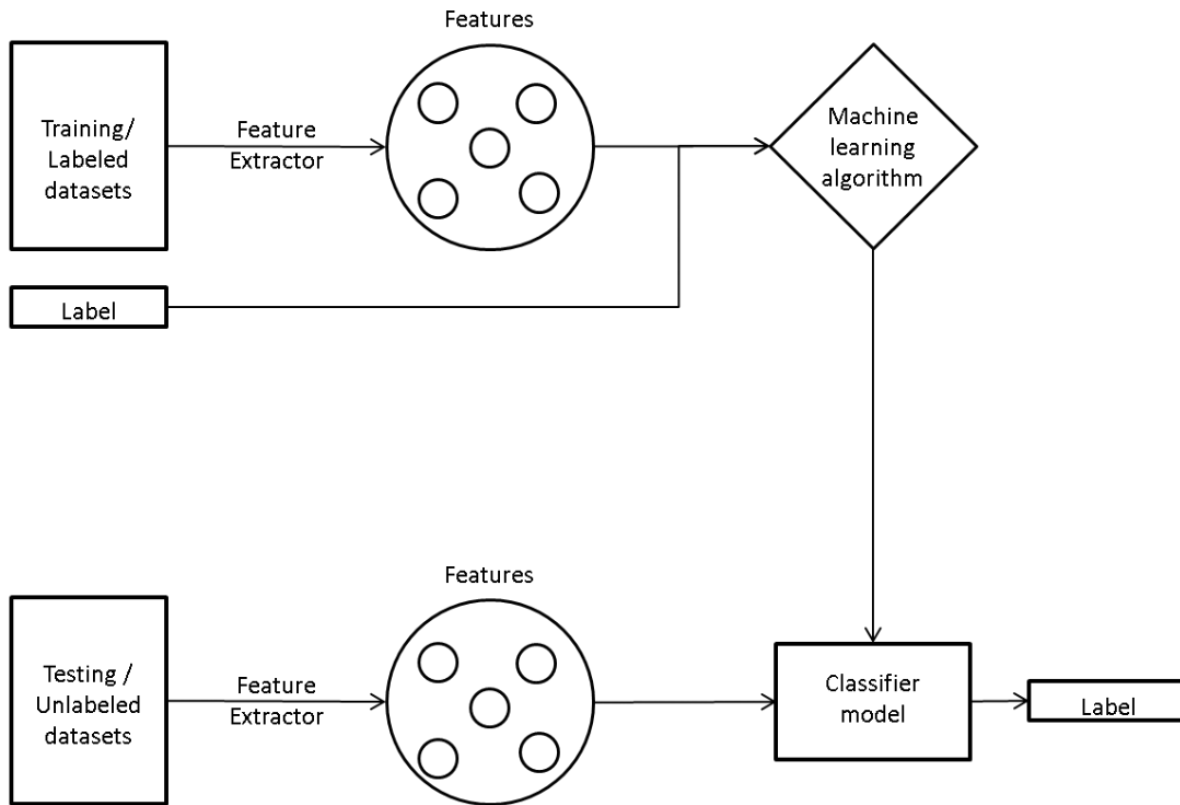 Features
Training/
Labeled
datasets
Feature
Extractor
Machine
learning
algorithm
Label
Features
Testing /
Unlabeled
datasets
Feature
Extractor
Classifier
model
Label